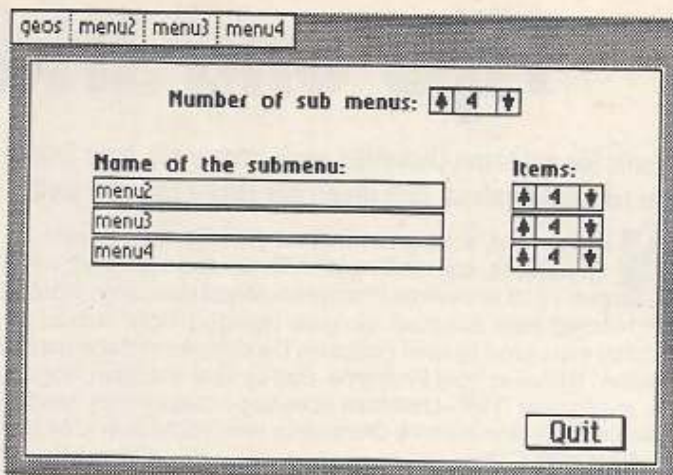 geos menu2 menu3 menu4
Number of sub menus: 4
Name of the submenu: Items:
menu2 4
menu3 4
menu4 4
Quit